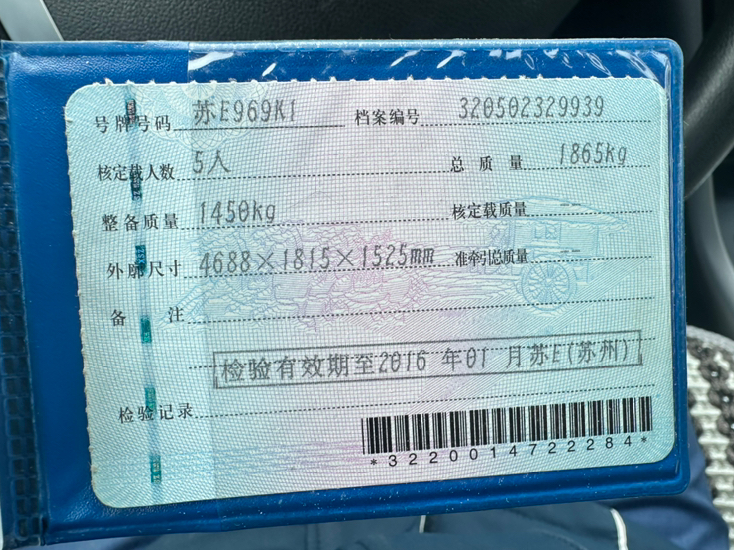 号牌号码 苏E969K1 档案编号 320502329939
核定载人数 5人 总质量 1865kg
整备质量 1450kg 核定载质量 --
外廓尺寸 4688×1815×1525mm 准牵引总质量 --
备注
检验有效期至2016年01月苏E(苏州)
检验记录
*3220014722284*